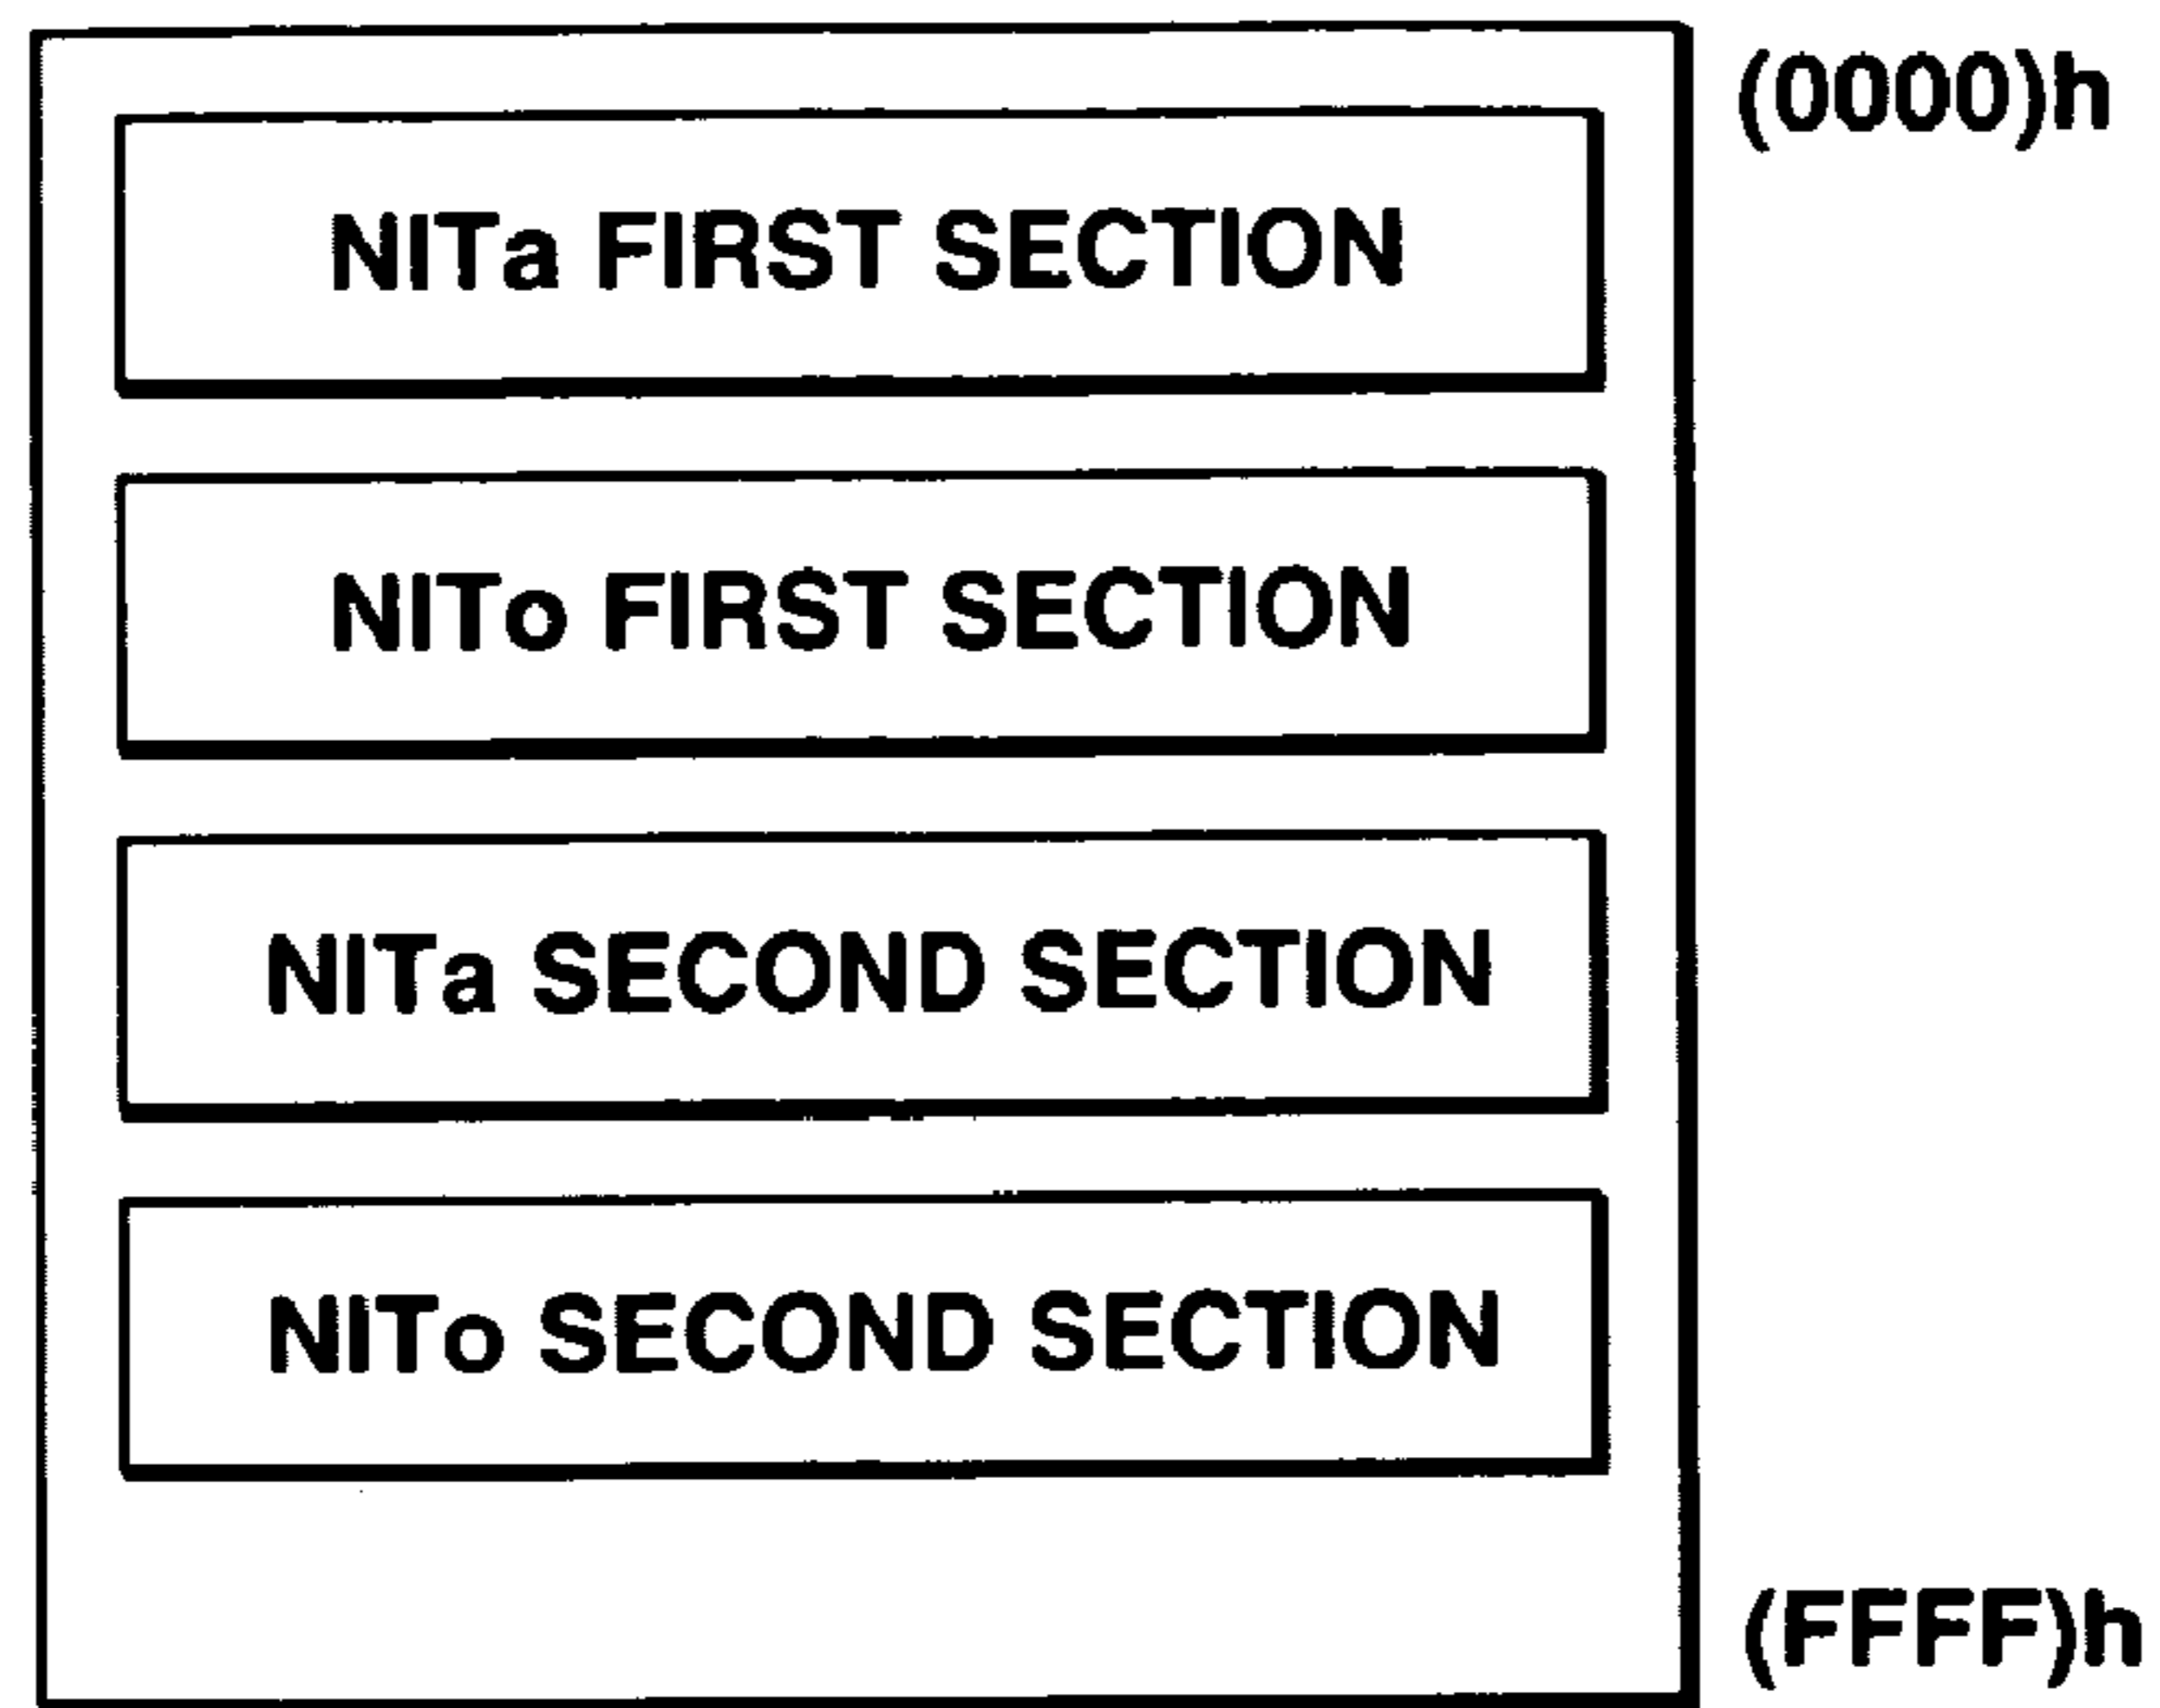 (0000)h
NITa FIRST SECTION
NITo FIRST SECTION
NITa SECOND SECTION
NITo SECOND SECTION
(FFFF)h